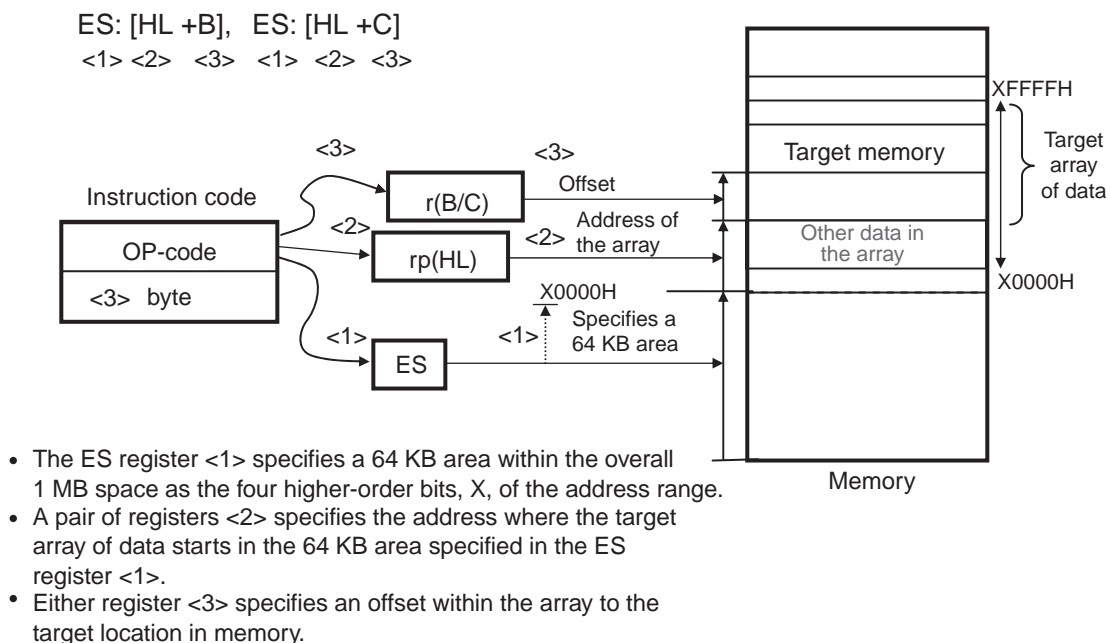 ES: [HL +B], ES: [HL +C]
<1> <2> <3> <1> <2> <3>
XFFFFH
Target
array
of data
Target memory
<3>
<3>
Offset
Instruction code
r(B/C)
OP-code
<2>
rp(HL)
<2>
Address of
the array
Other data in
the array
<3> byte
X0000H
X0000H
<1>
ES
<1>
Specifies a
64 KB area
Memory
• The ES register <1> specifies a 64 KB area within the overall
1 MB space as the four higher-order bits, X, of the address range.
• A pair of registers <2> specifies the address where the target
array of data starts in the 64 KB area specified in the ES
register <1>.
• Either register <3> specifies an offset within the array to the
target location in memory.